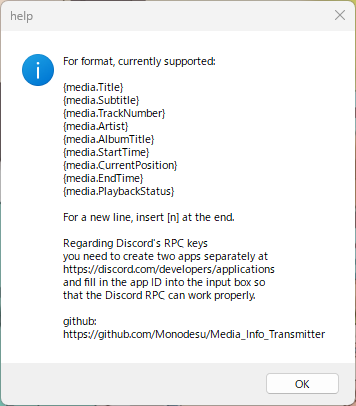 help
For format, currently supported:
{media.Title}
{media.Subtitle}
{media.TrackNumber}
{media.Artist}
{media.AlbumTitle}
{media.StartTime}
{media.CurrentPosition}
{media.EndTime}
{media.PlaybackStatus}
For a new line, insert [n] at the end.
Regarding Discord's RPC keys
you need to create two apps separately at
https://discord.com/developers/applications
and fill in the app ID into the input box so
that the Discord RPC can work properly.
github:
https://github.com/Monodesu/Media_Info_Transmitter
OK